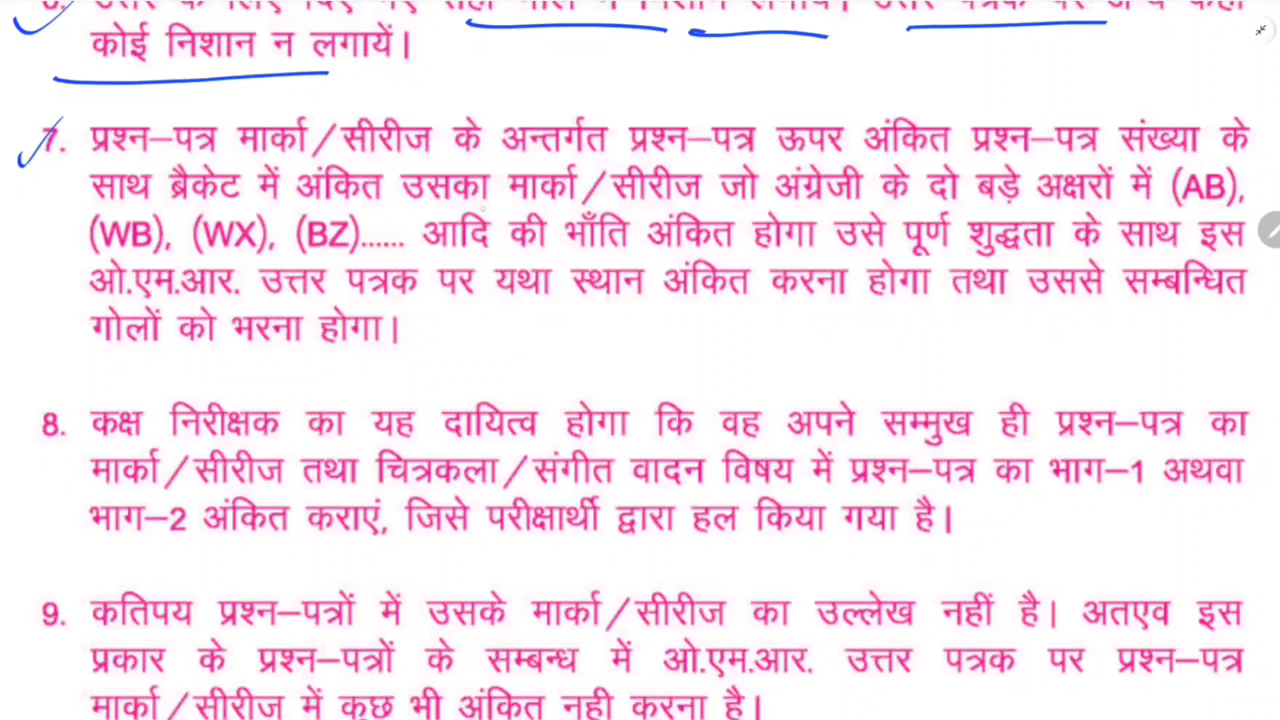 कोई निशान न लगायें।
7. प्रश्न–पत्र मार्का/सीरीज के अन्तर्गत प्रश्न–पत्र ऊपर अंकित प्रश्न–पत्र संख्या के
साथ ब्रैकेट में अंकित उसका मार्का/सीरीज जो अंग्रेजी के दो बड़े अक्षरों में (AB),
(WB), (WX), (BZ)...... आदि की भाँति अंकित होगा उसे पूर्ण शुद्धता के साथ इस
ओ.एम.आर. उत्तर पत्रक पर यथा स्थान अंकित करना होगा तथा उससे सम्बन्धित
गोलों को भरना होगा।
8. कक्ष निरीक्षक का यह दायित्व होगा कि वह अपने सम्मुख ही प्रश्न–पत्र का
मार्का/सीरीज तथा चित्रकला/संगीत वादन विषय में प्रश्न–पत्र का भाग–1 अथवा
भाग–2 अंकित कराएं, जिसे परीक्षार्थी द्वारा हल किया गया है।
9. कतिपय प्रश्न–पत्रों में उसके मार्का/सीरीज का उल्लेख नहीं है। अतएव इस
प्रकार के प्रश्न–पत्रों के सम्बन्ध में ओ.एम.आर. उत्तर पत्रक पर प्रश्न–पत्र
मार्का/सीरीज में कुछ भी अंकित नही करना है।